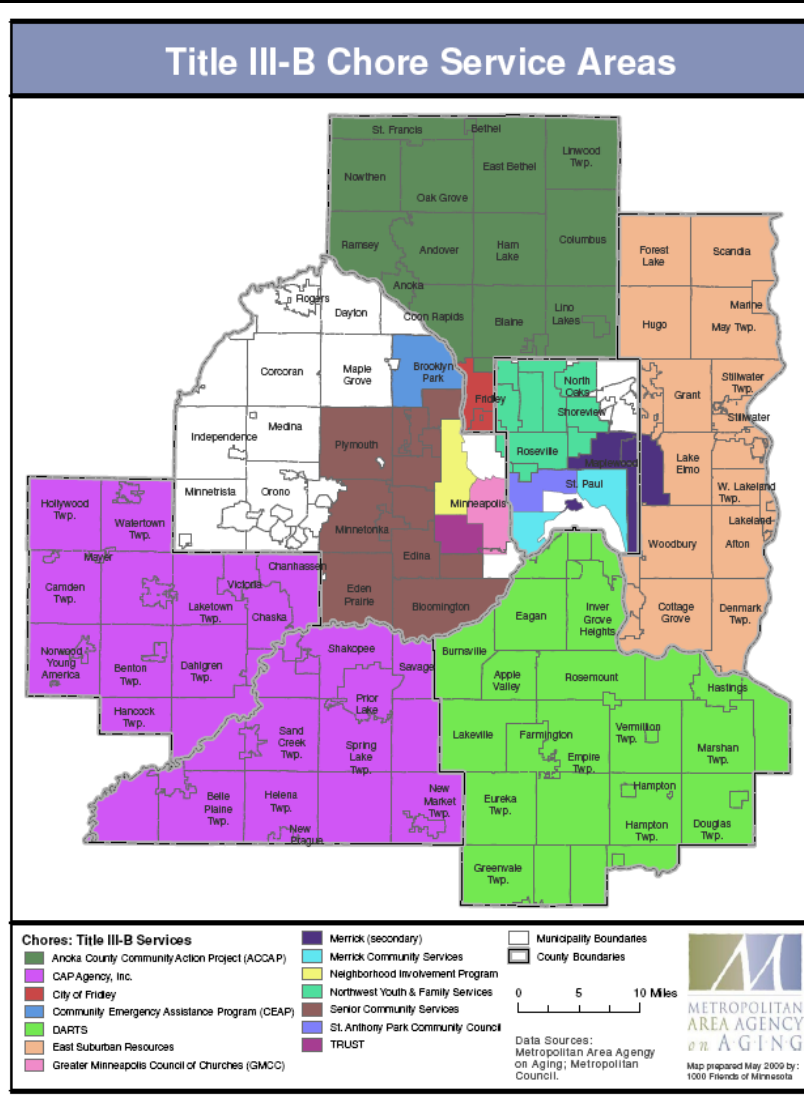 Title III-B Chore Service Areas
St. Francis
Bethel
Linwood
Twp.
East Bethel
Nowthen
Oak Grove
Ramsey
Andover
Ham
Lake
Columbus
Forest
Lake
Scandia
Anoka
Rogers
Dayton
Coon Rapids
Blaine
Lino
Lakes
Hugo
Marine
May Twp.
Corcoran
Maple
Grove
Brooklyn
Park
Fridley
North
Oaks
Shoreview
Grant
Stillwater
Twp.
Stillwater
Independence
Medina
Plymouth
Roseville
Maplewood
Lake
Elmo
Minnetrista
Orono
Minneapolis
St. Paul
W. Lakeland
Twp.
Lakeland
Hollywood
Twp.
Watertown
Twp.
Minnetonka
Edina
Woodbury
Afton
Mayer
Chanhassen
Camden
Twp.
Victoria
Laketown
Twp.
Chaska
Eden
Prairie
Bloomington
Eagan
Inver
Grove
Heights
Cottage
Grove
Denmark
Twp.
Norwood
Young
America
Benton
Twp.
Dahlgren
Twp.
Shakopee
Savage
Burnsville
Apple
Valley
Rosemount
Hastings
Hancock
Twp.
Prior
Lake
Sand
Creek
Twp.
Spring
Lake
Twp.
Lakeville
Farmington
Empire
Twp.
Vermillion
Twp.
Marshan
Twp.
Belle
Plaine
Twp.
Helena
Twp.
New
Market
Twp.
New
Prague
Eureka
Twp.
Hampton
Hampton
Twp.
Douglas
Twp.
Greenvale
Twp.
Chores: Title III-B Services
Anoka County Community Action Project (ACCAP)
CAP Agency, Inc.
City of Fridley
Community Emergency Assistance Program (CEAP)
DARTS
East Suburban Resources
Greater Minneapolis Council of Churches (GMCC)
Merrick (secondary)
Merrick Community Services
Neighborhood Involvement Program
Northwest Youth & Family Services
Senior Community Services
St. Anthony Park Community Council
TRUST
Municipality Boundaries
County Boundaries
0 5 10 Miles
Data Sources:
Metropolitan Area Agengy
on Aging; Metropolitan
Council.
METROPOLITAN
AREA AGENCY
on A·G·I·N·G
Map prepared May 2009 by:
1000 Friends of Minnesota